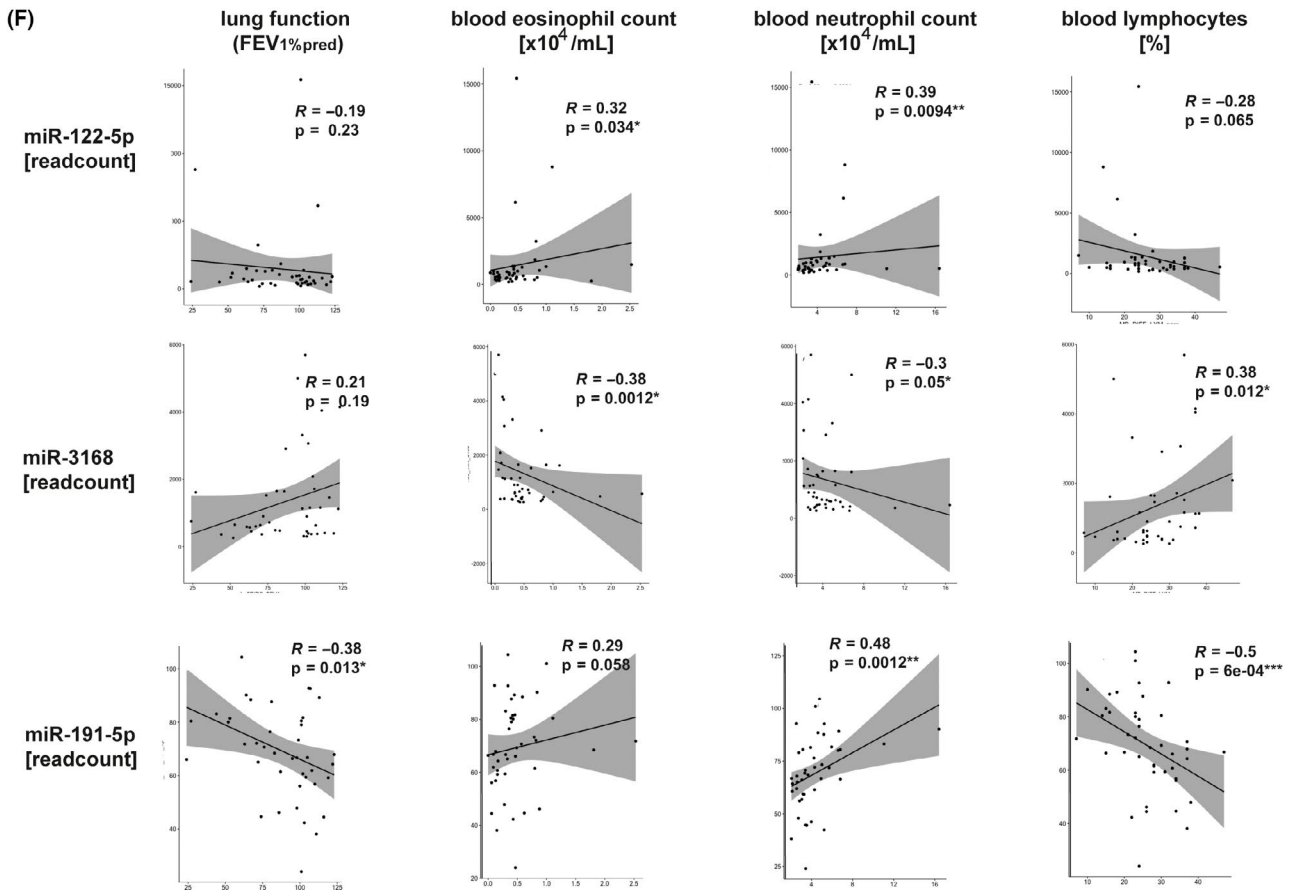 (F)
lung function
(FEV1%pred)
blood eosinophil count
[x10^4/mL]
blood neutrophil count
[x10^4/mL]
blood lymphocytes
[%]
miR-122-5p
[readcount]
15000
300
000
0
25
50
75
100
125
R = −0.19
p = 0.23
15000
10000
5000
0
0.0
0.5
1.0
1.5
2.0
2.5
R = 0.32
p = 0.034*
15000
10000
5000
0
4
8
12
16
R = 0.39
p = 0.0094**
15000
10000
5000
0
10
20
30
40
R = −0.28
p = 0.065
miR-3168
[readcount]
6000
4000
2000
0
25
50
75
100
125
R = 0.21
p = 0.19
6000
4000
2000
0
-2000
0.0
0.5
1.0
1.5
2.0
2.5
R = −0.38
p = 0.0012*
6000
4000
2000
0
-2000
4
8
12
16
R = −0.3
p = 0.05*
6000
4000
2000
0
10
20
30
40
R = 0.38
p = 0.012*
miR-191-5p
[readcount]
100
80
60
40
25
50
75
100
125
R = −0.38
p = 0.013*
100
80
60
40
20
0.0
0.5
1.0
1.5
2.0
2.5
R = 0.29
p = 0.058
125
100
75
50
25
4
8
12
16
R = 0.48
p = 0.0012**
100
80
60
40
10
20
30
40
R = −0.5
p = 6e-04***